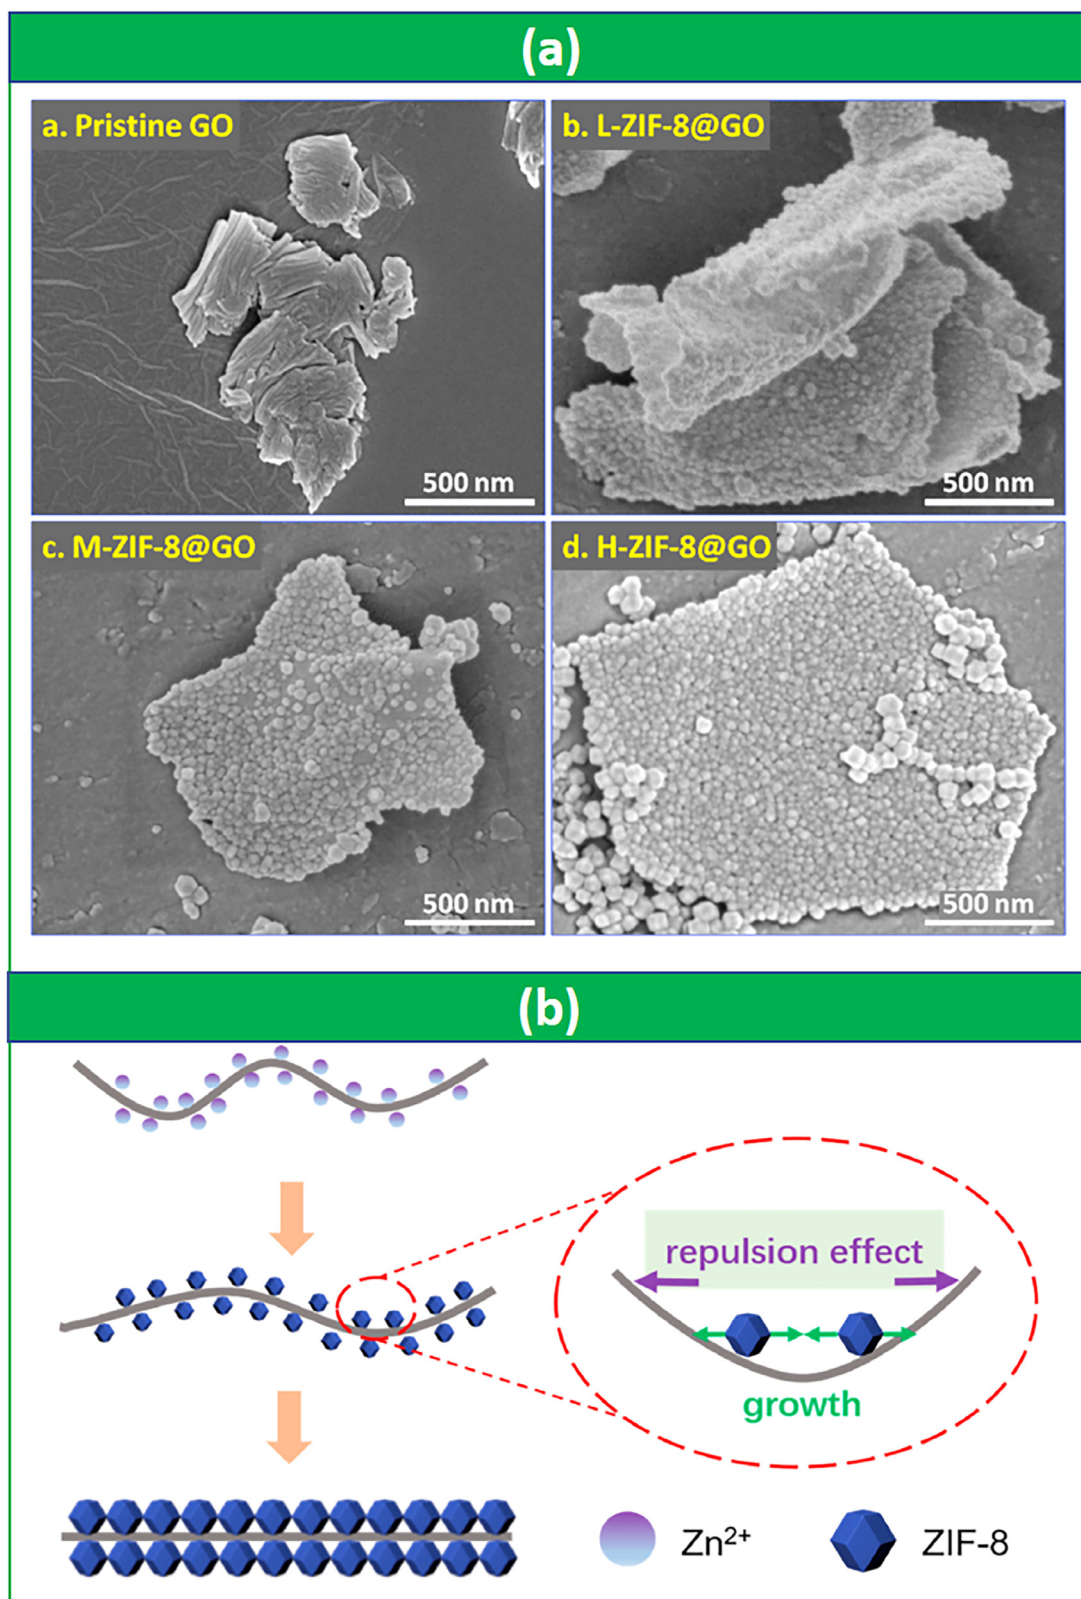 (a)
a. Pristine GO
b. L-ZIF-8@GO
500 nm
500 nm
c. M-ZIF-8@GO
d. H-ZIF-8@GO
500 nm
500 nm
(b)
repulsion effect
growth
Zn²⁺
ZIF-8